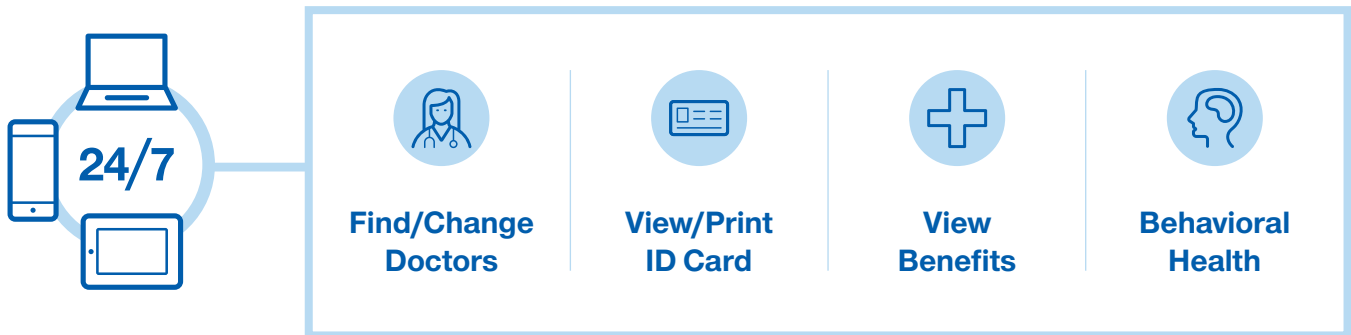 24/7
Find/Change
Doctors
View/Print
ID Card
View
Benefits
Behavioral
Health